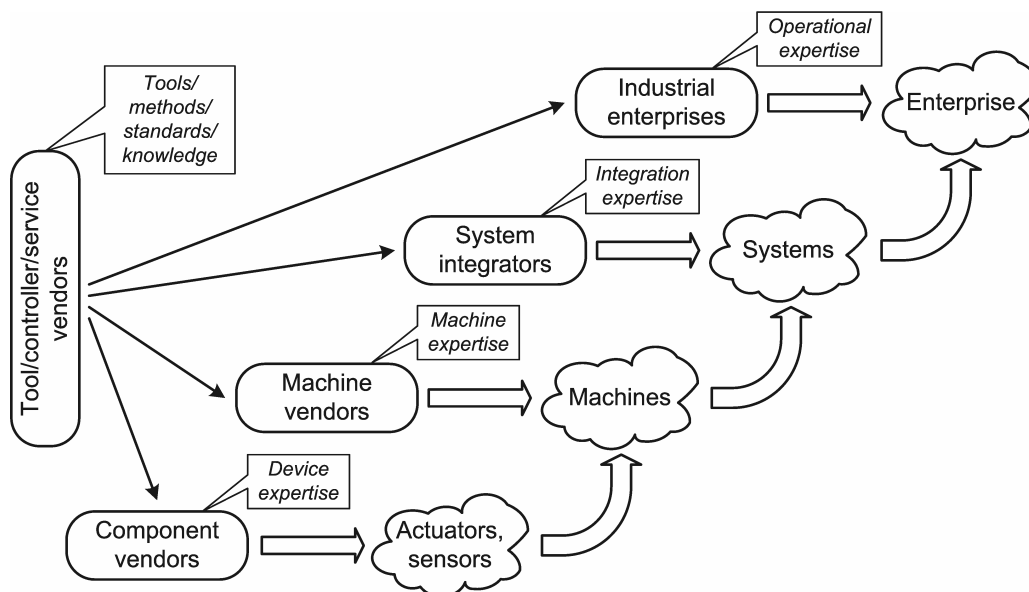 Operational
expertise
Tools/
methods/
standards/
knowledge
Industrial
enterprises
Enterprise
Tool/controller/service
vendors
Integration
expertise
System
integrators
Systems
Machine
expertise
Machine
vendors
Machines
Device
expertise
Component
vendors
Actuators,
sensors